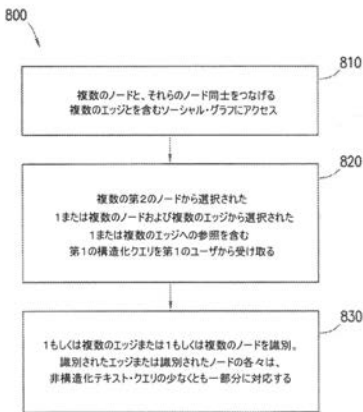 800
810
複数のノードと、それらのノード同士をつなげる
複数のエッジとを含むソーシャル・グラフにアクセス
820
複数の第2のノードから選択された
1または複数のノードおよび複数のエッジから選択された
1または複数のエッジへの参照を含む
第1の構造化クエリを第1のユーザから受け取る
830
1もしくは複数のエッジまたは1もしくは複数のノードを識別。
識別されたエッジまたは識別されたノードの各々は、
非構造化テキスト・クエリの少なくとも一部分に対応する